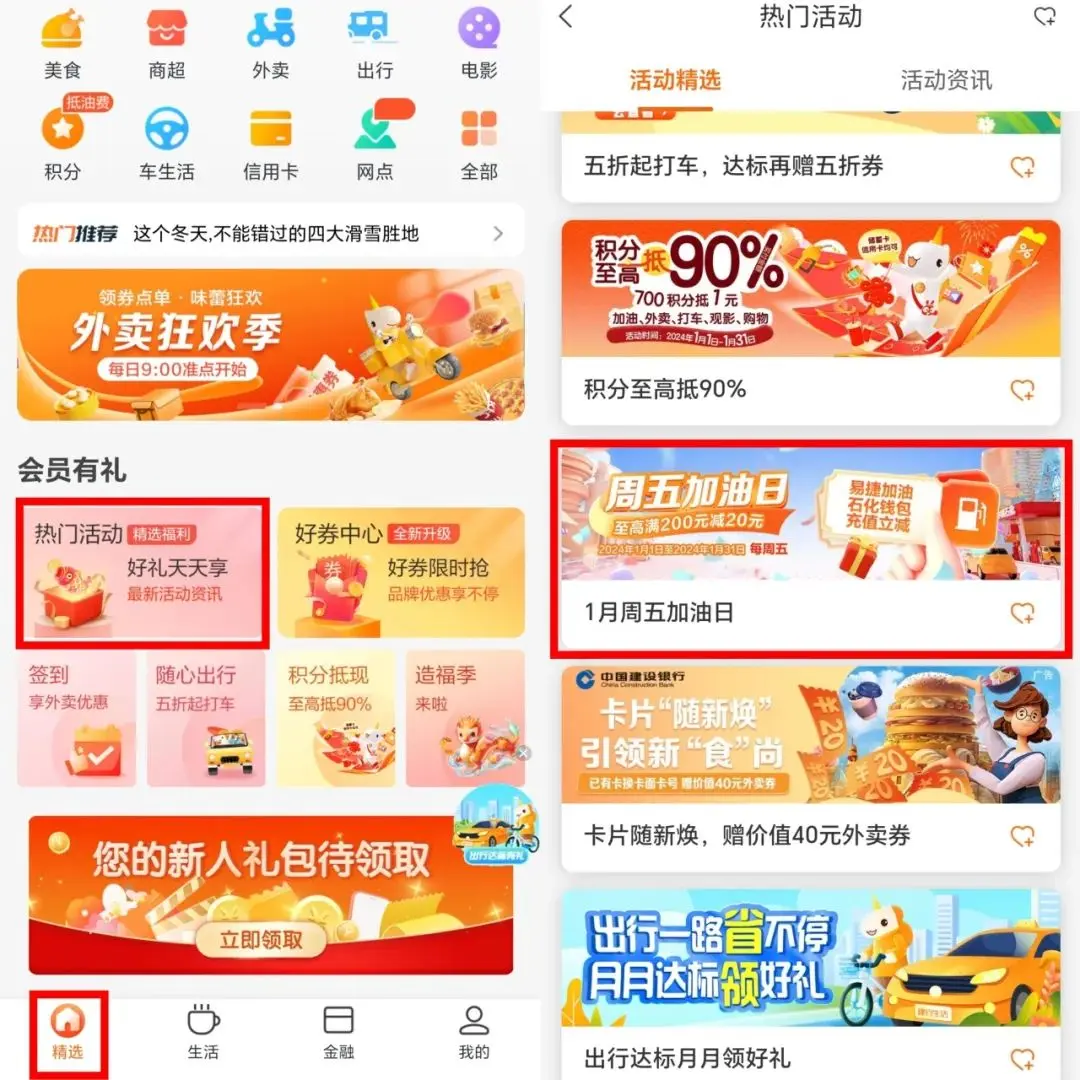 美食
商超
外卖
出行
电影
抵油费
积分
车生活
信用卡
网点
全部
热门推荐 这个冬天,不能错过的四大滑雪胜地
领券点单·味蕾狂欢
外卖狂欢季
每日9:00准点开始
会员有礼
热门活动 精选福利
好礼天天享
最新活动资讯
好券中心 全新升级
券
好券限时抢
品牌优惠享不停
签到
享外卖优惠
随心出行
五折起打车
积分抵现
至高抵90%
造福季
来啦
出行达标有礼
您的新人礼包待领取
立即领取
精选
生活
金融
我的
热门活动
活动精选
活动资讯
五折起打车，达标再赠五折券
积分
至高抵90%
储蓄卡
信用卡均可
700积分抵1元
加油、外卖、打车、观影、购物
活动时间：2024年1月1日-1月31日
积分至高抵90%
周五加油日
至高满200元减20元
2024年1月1日至2024年1月31日 每周五
易捷加油
石化钱包
充值立减
1月周五加油日
中国建设银行
China Construction Bank
广告
卡片“随新焕”
引领新“食”尚
已有卡换卡面卡号 赠价值40元外卖券
¥20
¥20
卡片随新焕，赠价值40元外卖券
出行一路省不停
月月达标领好礼
建行生活
出行达标月月领好礼